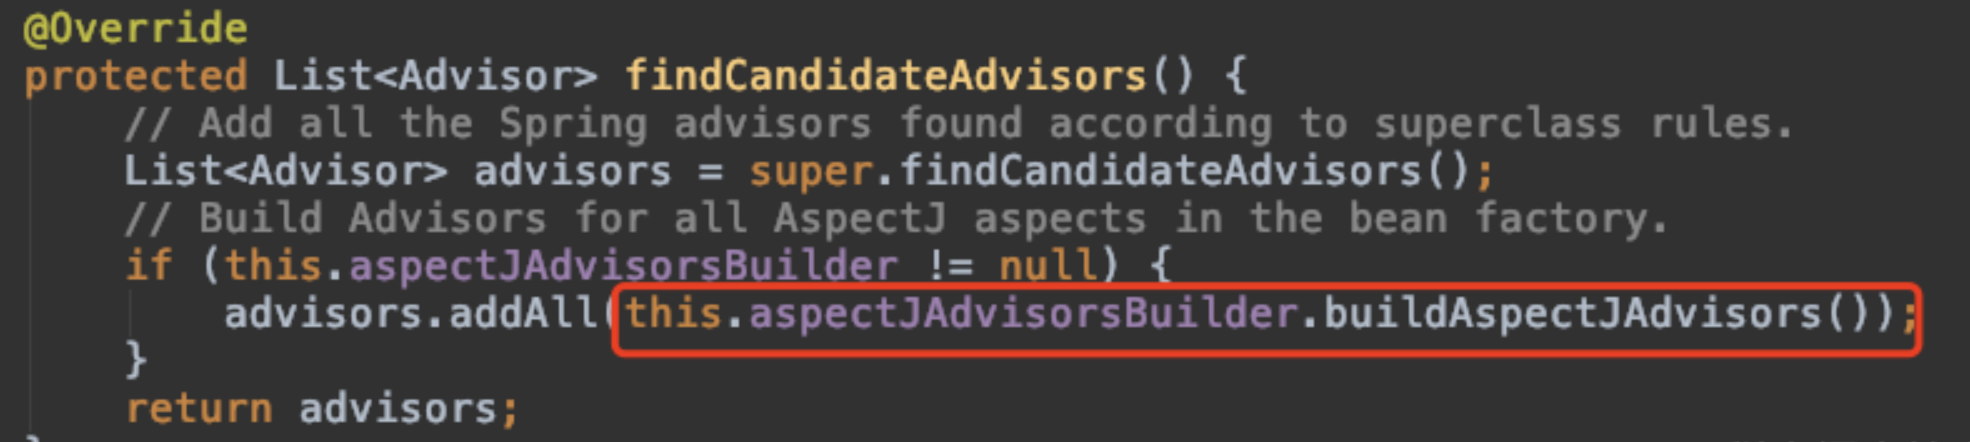 @Override
protected List<Advisor> findCandidateAdvisors() {
// Add all the Spring advisors found according to superclass rules.
List<Advisor> advisors = super.findCandidateAdvisors();
// Build Advisors for all AspectJ aspects in the bean factory.
if (this.aspectJAdvisorsBuilder != null) {
advisors.addAll(this.aspectJAdvisorsBuilder.buildAspectJAdvisors());
}
return advisors;
}